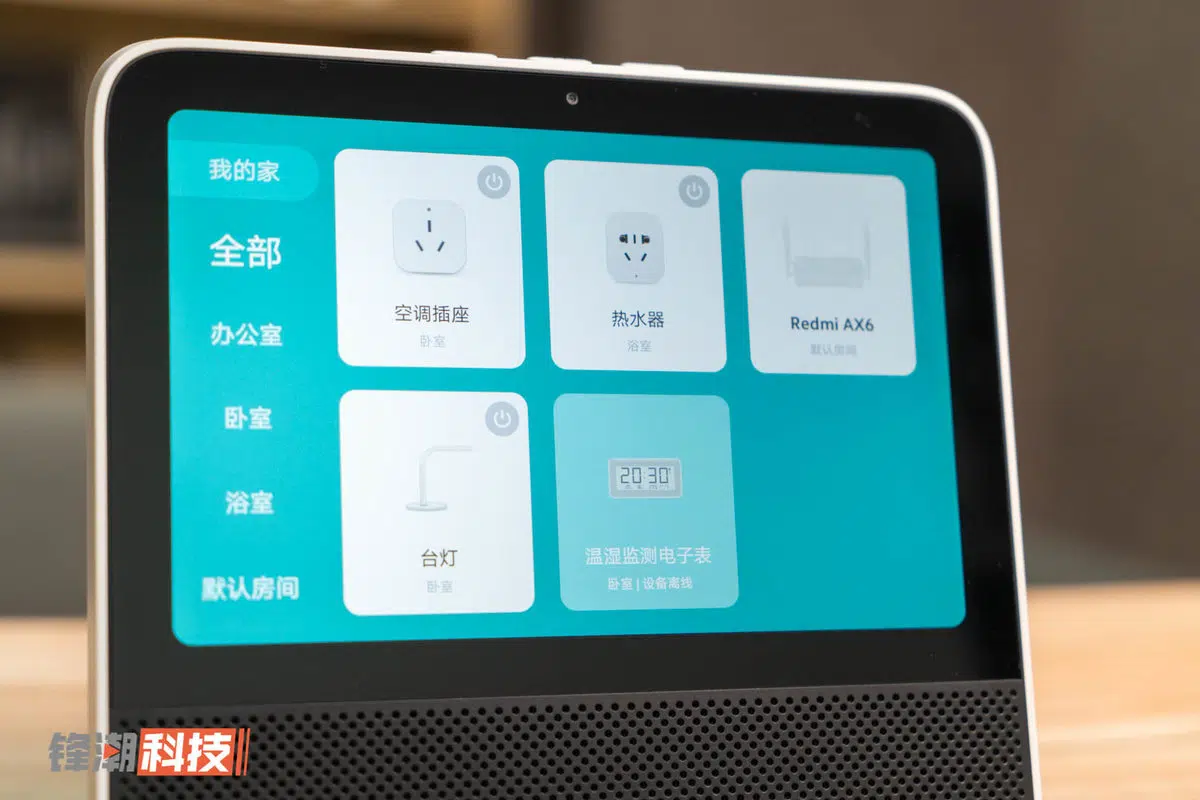 我的家
全部
办公室
卧室
浴室
默认房间
空调插座
卧室
热水器
浴室
Redmi AX6
默认房间
台灯
卧室
20:30
温湿监测电子表
卧室 | 设备离线
锋潮科技